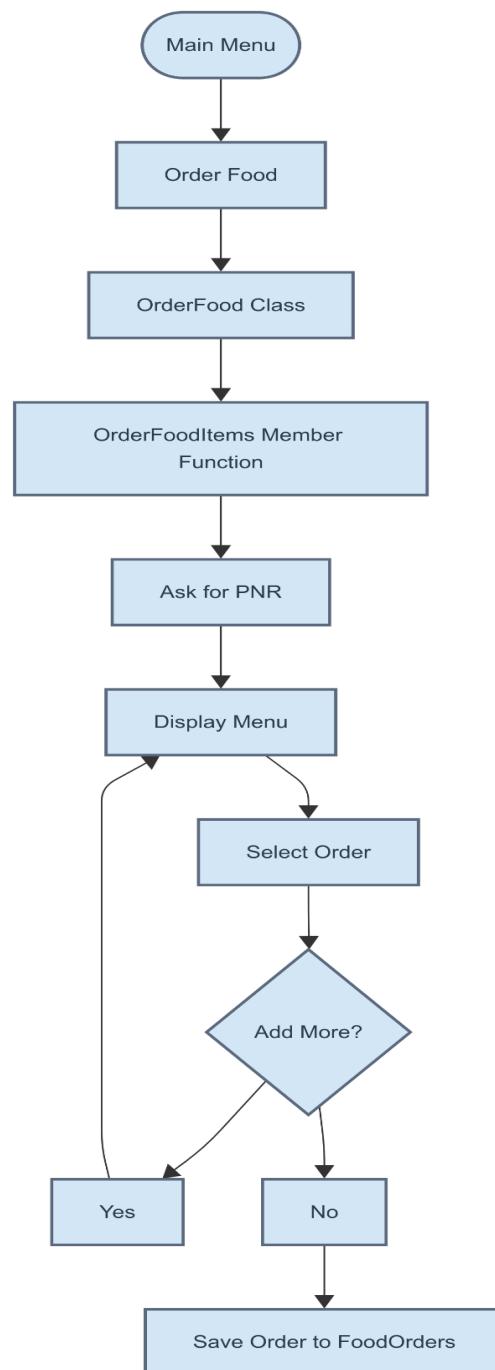 Main Menu
Order Food
OrderFood Class
OrderFoodItems Member
Function
Ask for PNR
Display Menu
Select Order
Add More?
Yes
No
Save Order to FoodOrders